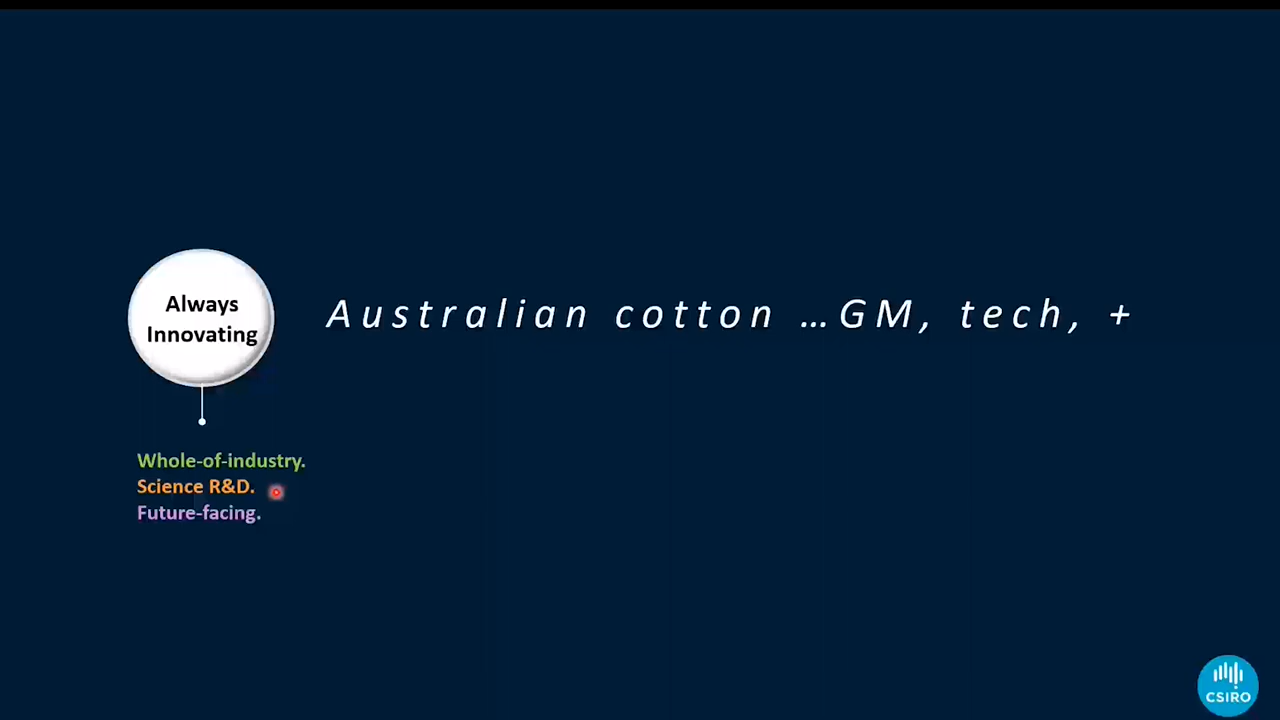 Always
Innovating
Australian cotton ...GM, tech, +
Whole-of-industry.
Science R&D.
Future-facing.
CSIRO